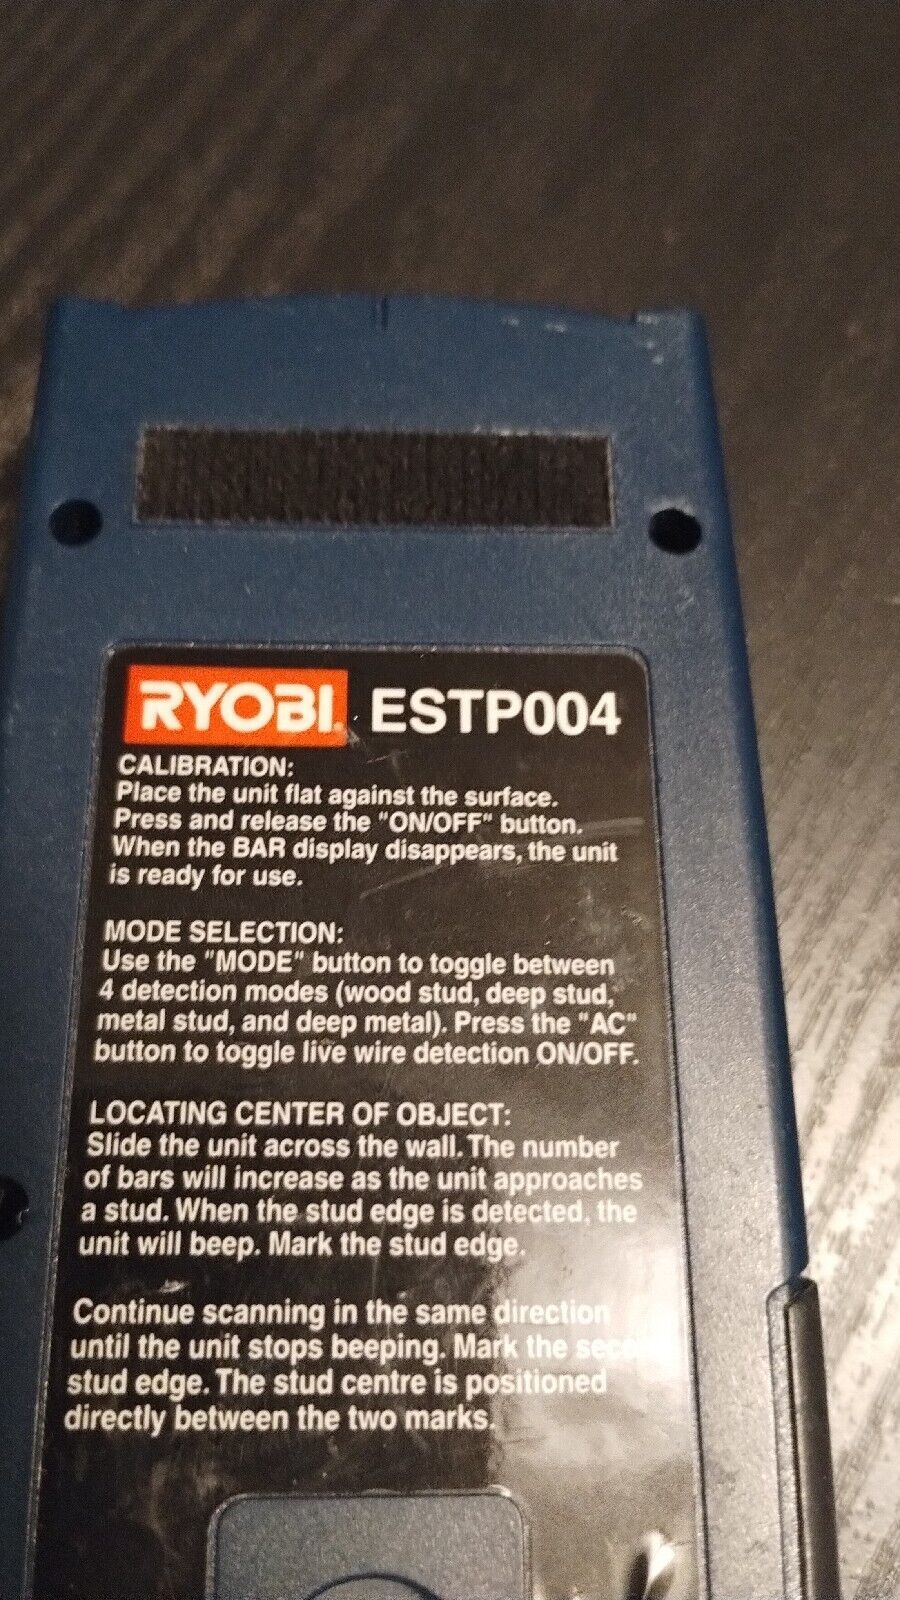 RYOBI ESTP004
CALIBRATION:
Place the unit flat against the surface.
Press and release the "ON/OFF" button.
When the BAR display disappears, the unit
is ready for use.
MODE SELECTION:
Use the "MODE" button to toggle between
4 detection modes (wood stud, deep stud,
metal stud, and deep metal). Press the "AC"
button to toggle live wire detection ON/OFF.
LOCATING CENTER OF OBJECT:
Slide the unit across the wall. The number
of bars will increase as the unit approaches
a stud. When the stud edge is detected, the
unit will beep. Mark the stud edge.
Continue scanning in the same direction
until the unit stops beeping. Mark the second
stud edge. The stud centre is positioned
directly between the two marks.